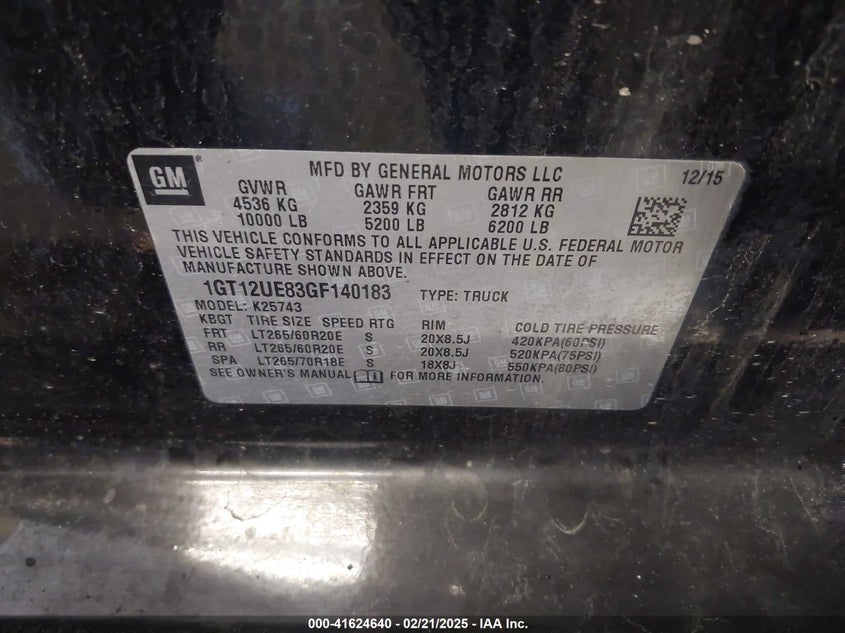 GM
MFD BY GENERAL MOTORS LLC
12/15
GVWR GAWR FRT GAWR RR
4536 KG 2359 KG 2812 KG
10000 LB 5200 LB 6200 LB
THIS VEHICLE CONFORMS TO ALL APPLICABLE U.S. FEDERAL MOTOR
VEHICLE SAFETY STANDARDS IN EFFECT ON THE DATE OF
MANUFACTURE SHOWN ABOVE.
1GT12UE83GF140183 TYPE: TRUCK
MODEL: K25743
KBGT TIRE SIZE SPEED RTG RIM COLD TIRE PRESSURE
FRT LT265/60R20E S 20X8.5J 420KPA(60PSI)
RR LT265/60R20E S 20X8.5J 520KPA(75PSI)
SPA LT265/70R18E S 18X8J 550KPA(80PSI)
SEE OWNER'S MANUAL FOR MORE INFORMATION.
000-41624640 - 02/21/2025 - IAA Inc.